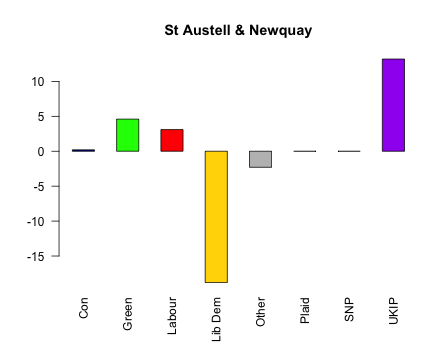 St Austell & Newquay
10
5
0
-5
-10
-15
Con
Green
Labour
Lib Dem
Other
Plaid
SNP
UKIP